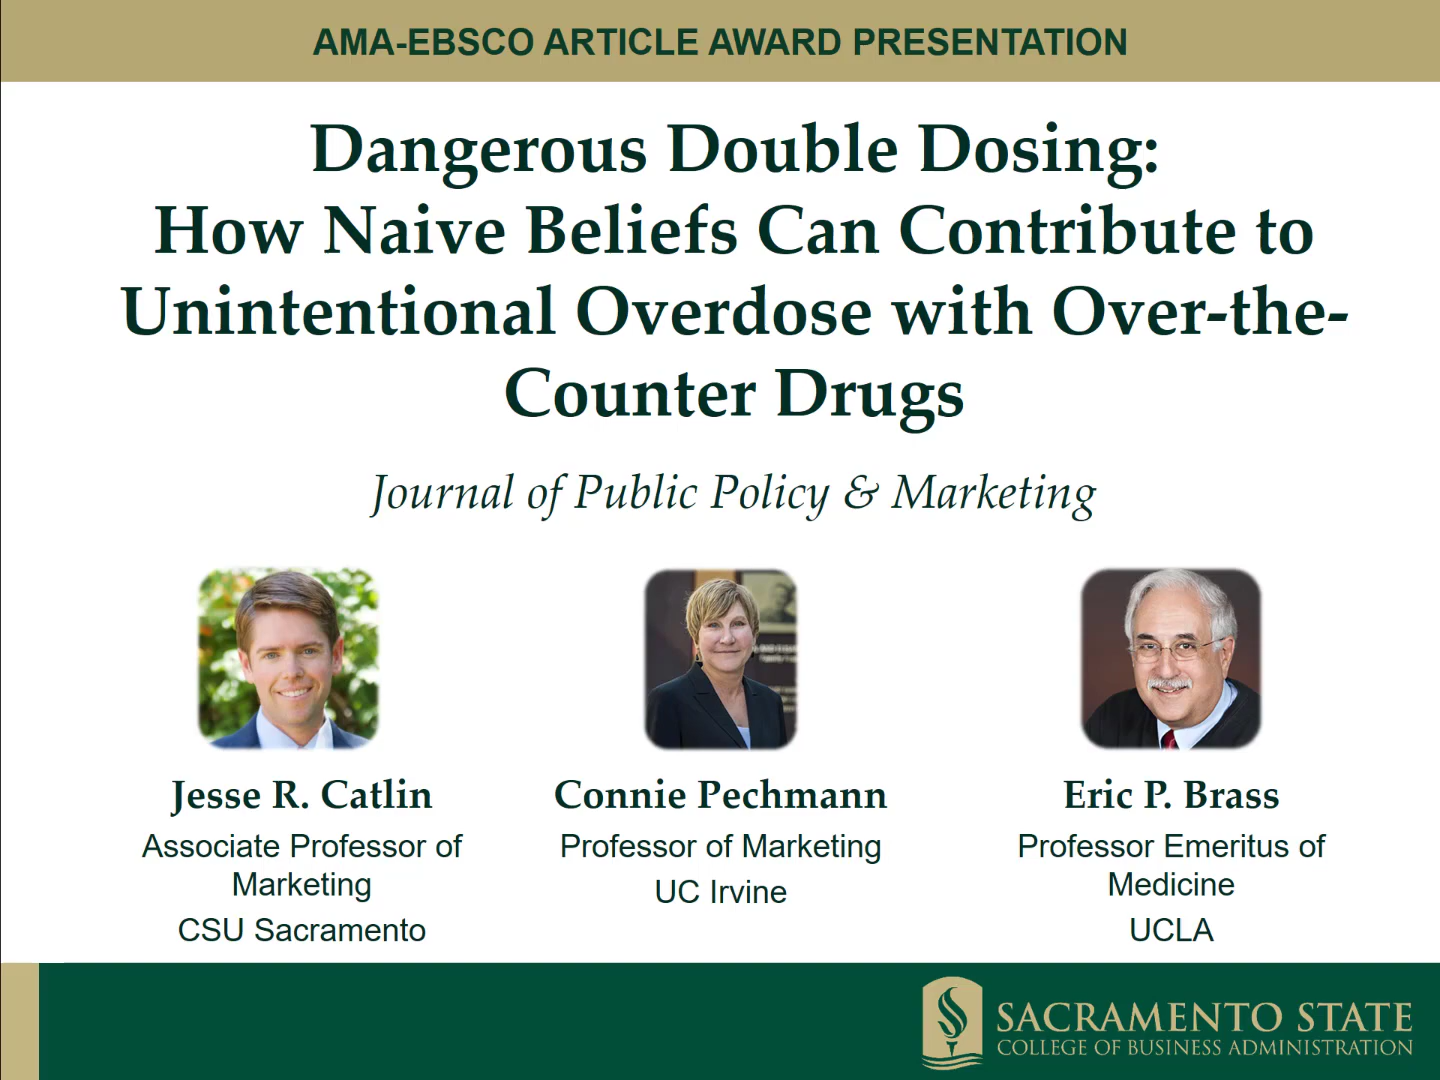 AMA-EBSCO ARTICLE AWARD PRESENTATION
Dangerous Double Dosing:
How Naive Beliefs Can Contribute to
Unintentional Overdose with Over-the-
Counter Drugs
Journal of Public Policy & Marketing
Jesse R. Catlin
Associate Professor of
Marketing
CSU Sacramento
Connie Pechmann
Professor of Marketing
UC Irvine
Eric P. Brass
Professor Emeritus of
Medicine
UCLA
SACRAMENTO STATE
COLLEGE OF BUSINESS ADMINISTRATION